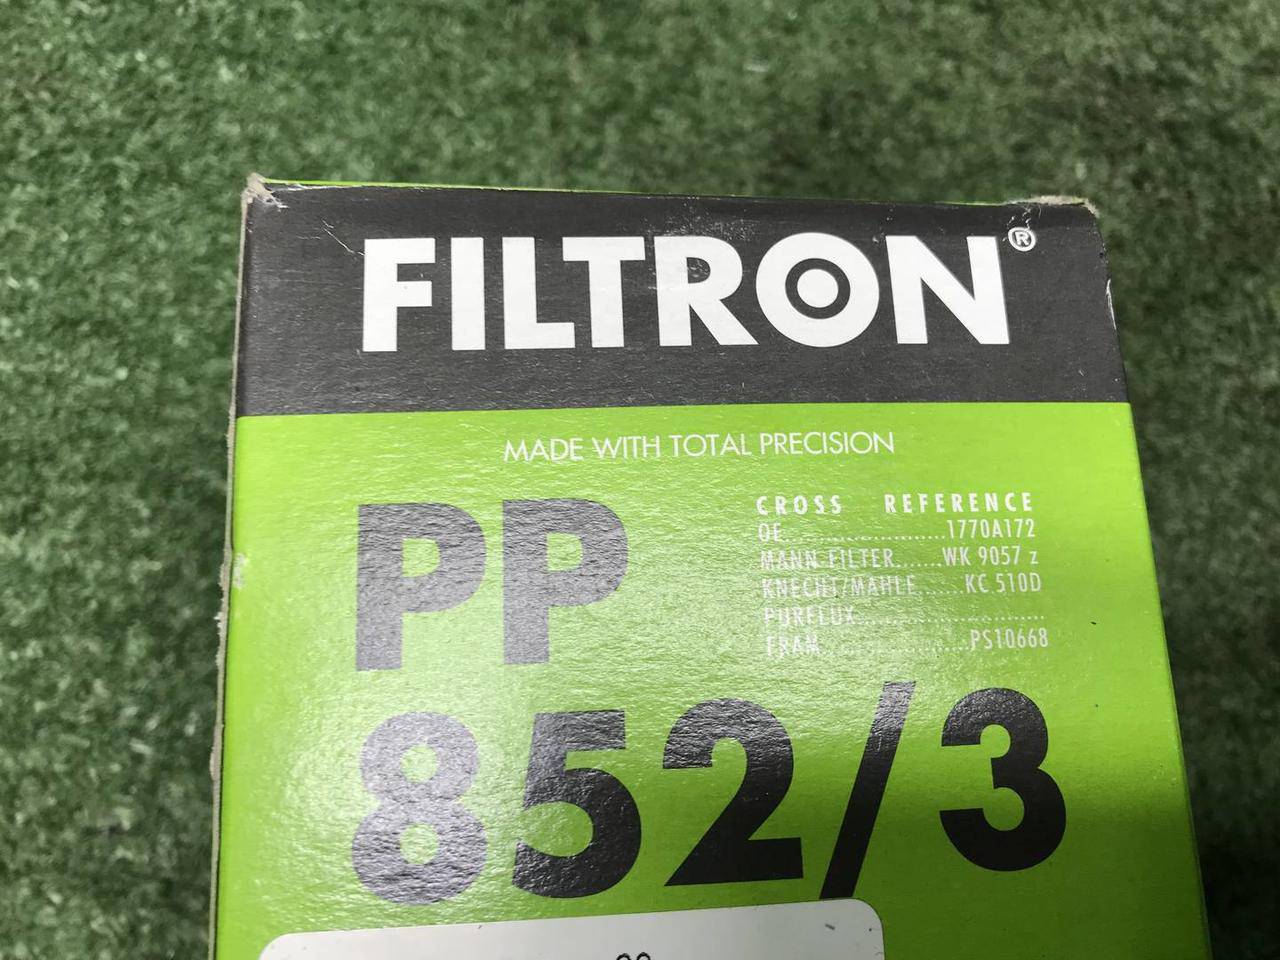 FILTRON®
MADE WITH TOTAL PRECISION
PP
852/3
CROSS REFERENCE
OE......................1770A172
MANN-FILTER.......WK 9057 z
KNECHT/MAHLE.......KC 510D
PURFLUX..........................
FRAM.....................PS10668